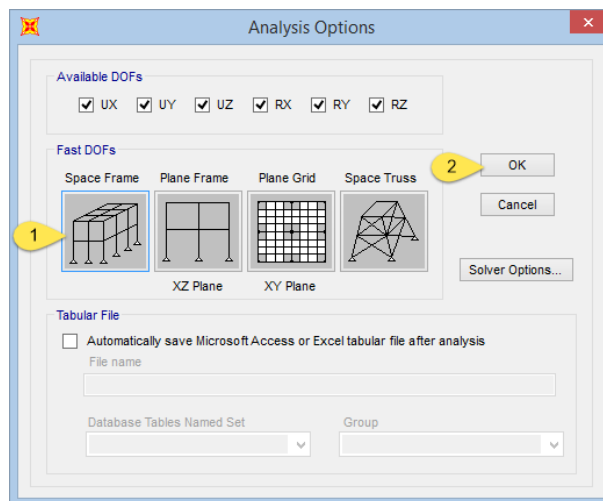 Analysis Options
Available DOFs
UX UY UZ RX RY RZ
Fast DOFs
Space Frame Plane Frame Plane Grid Space Truss
2 OK
1
Cancel
XZ Plane XY Plane
Solver Options...
Tabular File
Automatically save Microsoft Access or Excel tabular file after analysis
File name
Database Tables Named Set Group